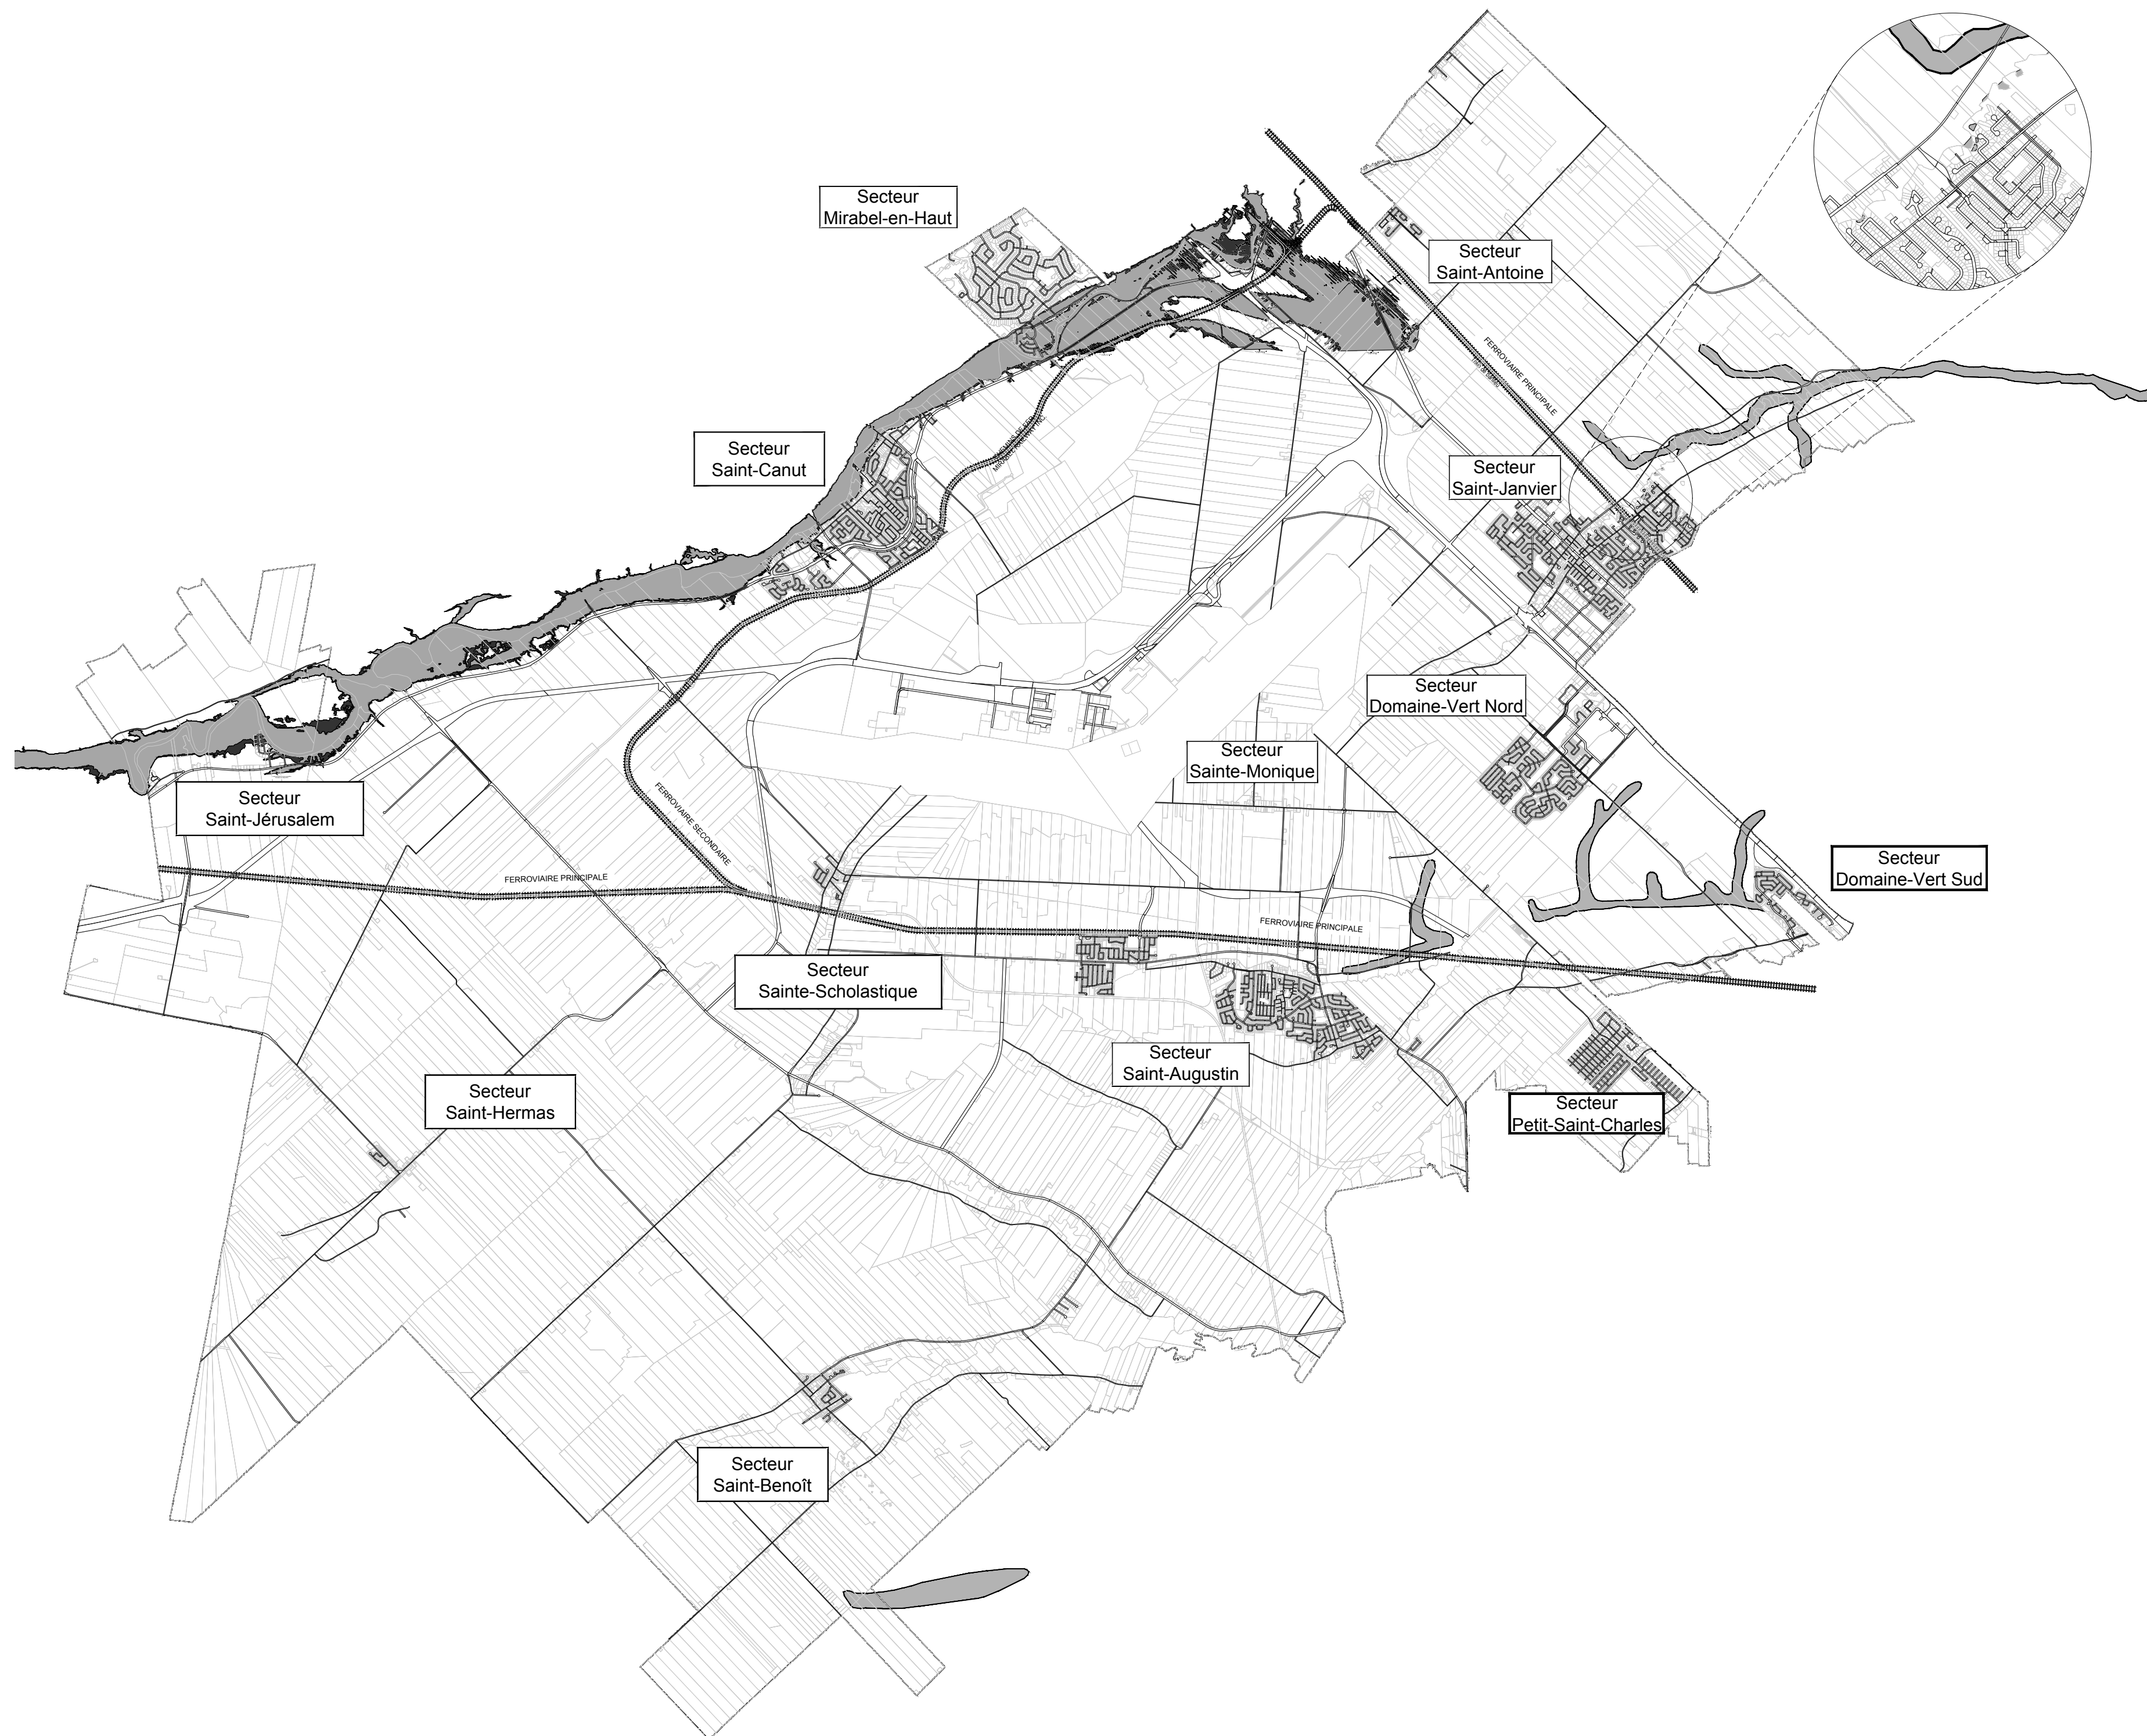 Secteur
Mirabel-en-Haut
Secteur
Saint-Antoine
FERROVIAIRE PRINCIPALE
Secteur
Saint-Canut
Secteur
Saint-Janvier
Secteur
Domaine-Vert Nord
Secteur
Sainte-Monique
Secteur
Saint-Jérusalem
FERROVIAIRE SECONDAIRE
Secteur
Domaine-Vert Sud
FERROVIAIRE PRINCIPALE
FERROVIAIRE PRINCIPALE
Secteur
Sainte-Scholastique
Secteur
Saint-Augustin
Secteur
Saint-Hermas
Secteur
Petit-Saint-Charles
Secteur
Saint-Benoît